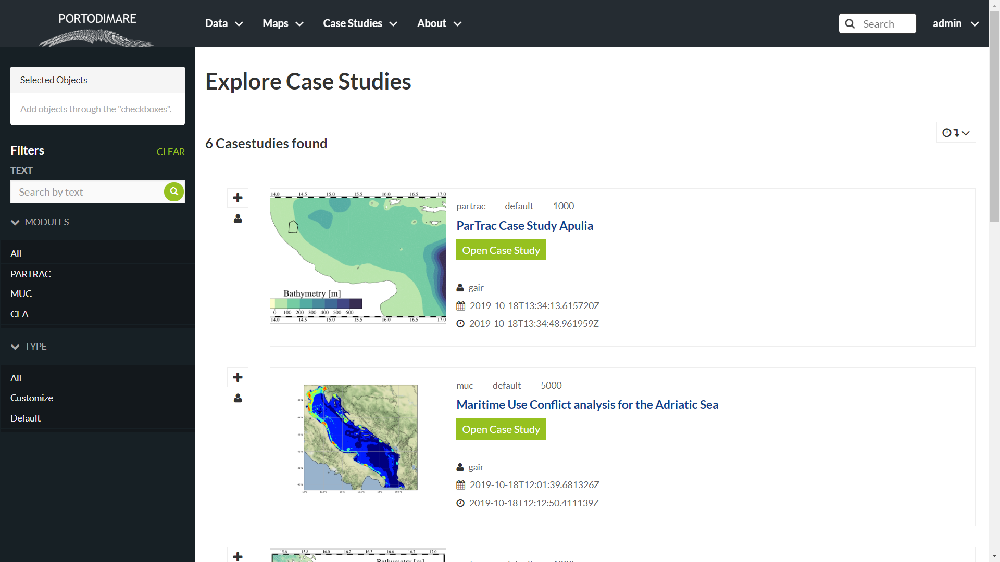 PORTODIMARE
Data Maps Case Studies About Search admin
Selected Objects
Add objects through the "checkboxes".
Filters CLEAR
TEXT
Search by text
MODULES
All
PARTRAC
MUC
CEA
TYPE
All
Customize
Default
Explore Case Studies
6 Casestudies found
14.0 14.5 15.0 15.5 16.0 16.5 17.0
Bathymetry [m]
0 100 200 300 400 500 600
14.0 14.5 15.0 15.5 16.0 16.5 17.0
partrac default 1000
ParTrac Case Study Apulia
Open Case Study
gair
2019-10-18T13:34:13.615720Z
2019-10-18T13:34:48.961959Z
muc default 5000
Maritime Use Conflict analysis for the Adriatic Sea
Open Case Study
gair
2019-10-18T12:01:39.681326Z
2019-10-18T12:12:50.411139Z
15.6 15.8 16.0 16.2 16.3 16.6 16.7 17.0
Bathymetry [m]